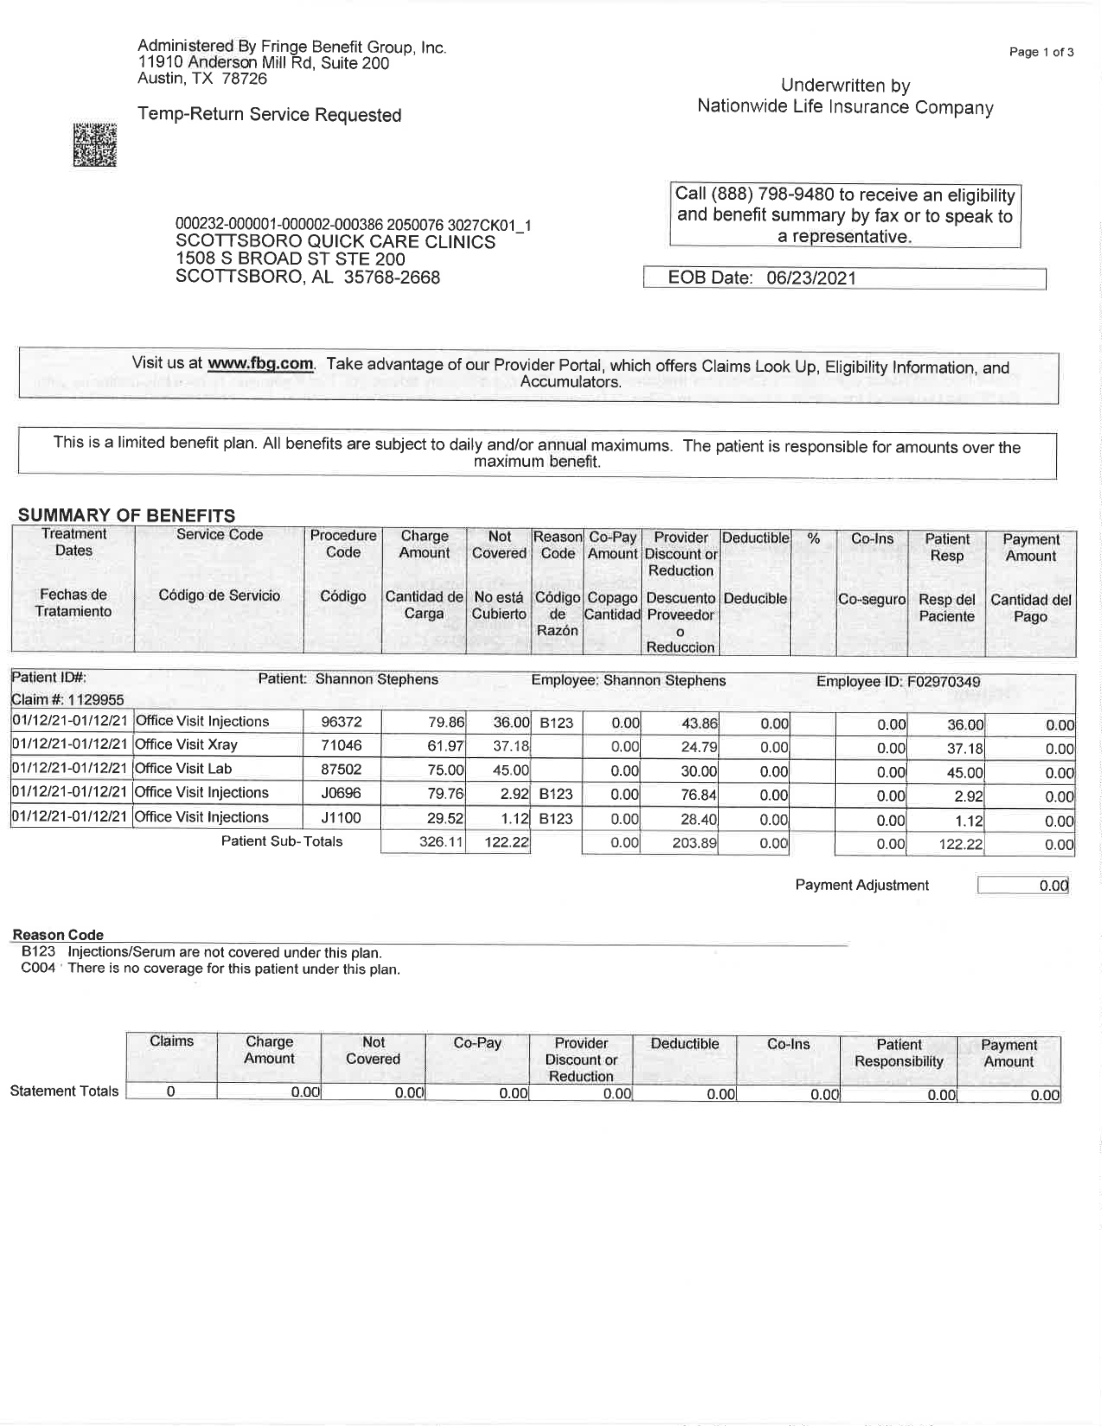 Administered By Fringe Benefit Group, Inc.
11910 Anderson Mill Rd, Suite 200
Austin, TX 78726
Page 1 of 3
Underwritten by
Nationwide Life Insurance Company
Temp-Return Service Requested
Call (888) 798-9480 to receive an eligibility
and benefit summary by fax or to speak to
a representative.
000232-000001-000002-000386 2050076 3027CK01_1
SCOTTSBORO QUICK CARE CLINICS
1508 S BROAD ST STE 200
SCOTTSBORO, AL 35768-2668
EOB Date: 06/23/2021
Visit us at www.fbg.com. Take advantage of our Provider Portal, which offers Claims Look Up, Eligibility Information, and
Accumulators.
This is a limited benefit plan. All benefits are subject to daily and/or annual maximums. The patient is responsible for amounts over the
maximum benefit.
SUMMARY OF BENEFITS
Treatment Service Code Procedure Charge Not Reason Co-Pay Provider Deductible % Co-Ins Patient Payment
Dates Code Amount Covered Code Amount Discount or Resp Amount
Reduction
Fechas de Código de Servicio Código Cantidad de No está Código Copago Descuento Deducible Co-seguro Resp del Cantidad del
Tratamiento Carga Cubierto de Cantidad Proveedor Paciente Pago
Razón o
Reduccion
Patient ID#: Patient: Shannon Stephens Employee: Shannon Stephens Employee ID: F02970349
Claim #: 1129955
01/12/21-01/12/21 Office Visit Injections 96372 79.86 36.00 B123 0.00 43.86 0.00 0.00 36.00 0.00
01/12/21-01/12/21 Office Visit Xray 71046 61.97 37.18 0.00 24.79 0.00 0.00 37.18 0.00
01/12/21-01/12/21 Office Visit Lab 87502 75.00 45.00 0.00 30.00 0.00 0.00 45.00 0.00
01/12/21-01/12/21 Office Visit Injections J0696 79.76 2.92 B123 0.00 76.84 0.00 0.00 2.92 0.00
01/12/21-01/12/21 Office Visit Injections J1100 29.52 1.12 B123 0.00 28.40 0.00 0.00 1.12 0.00
Patient Sub-Totals 326.11 122.22 0.00 203.89 0.00 0.00 122.22 0.00
Payment Adjustment 0.00
Reason Code
B123 Injections/Serum are not covered under this plan.
C004 There is no coverage for this patient under this plan.
Claims Charge Not Co-Pay Provider Deductible Co-Ins Patient Payment
Amount Covered Discount or Responsibility Amount
Reduction
Statement Totals 0 0.00 0.00 0.00 0.00 0.00 0.00 0.00 0.00